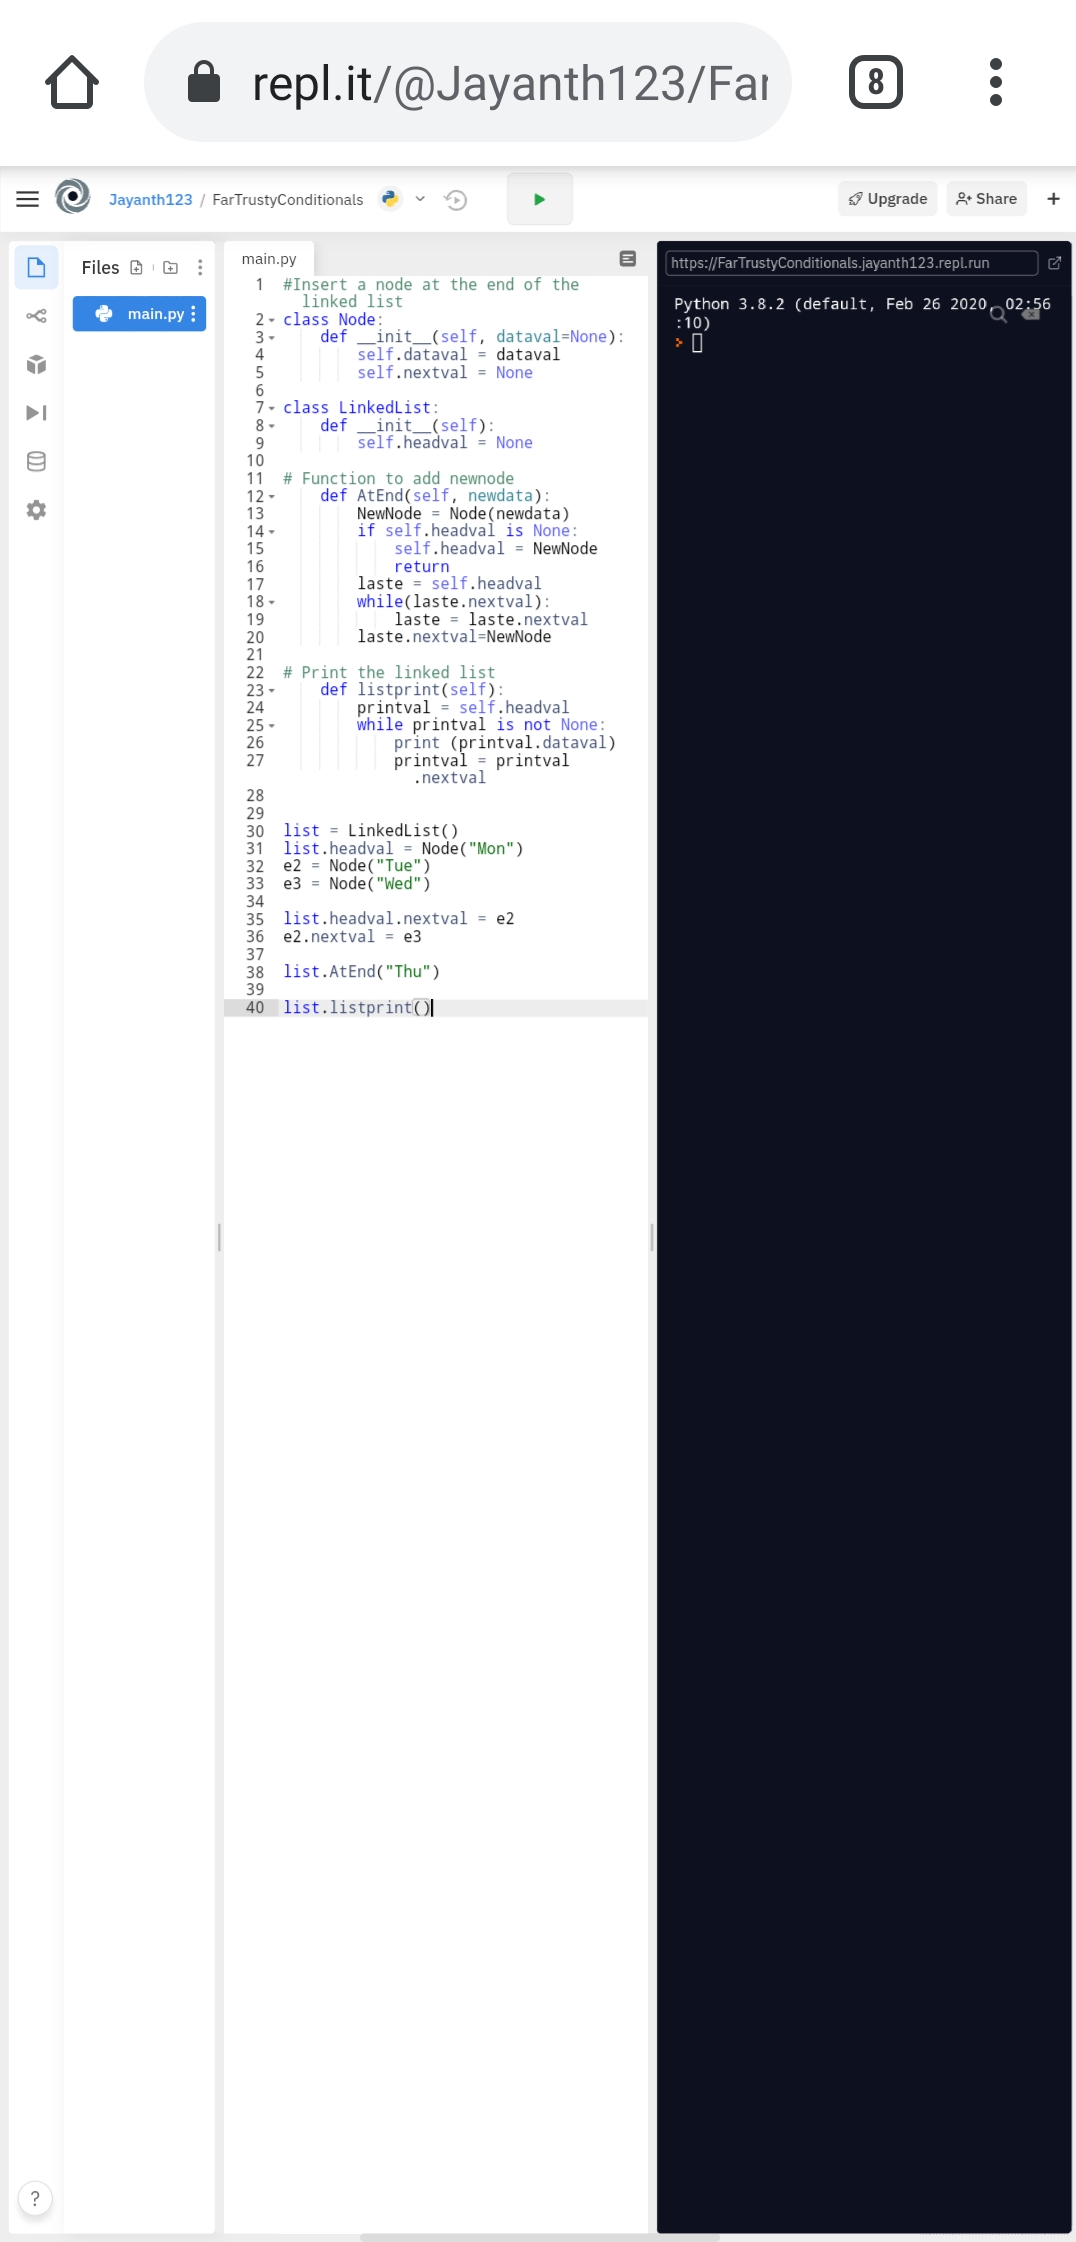 repl.it/@Jayanth123/Far
8
Jayanth123 / FarTrustyConditionals
Upgrade
Share
+
Files
main.py
main.py
1 #Insert a node at the end of the
linked list
2 class Node:
3     def __init__(self, dataval=None):
4         self.dataval = dataval
5         self.nextval = None
6
7 class LinkedList:
8     def __init__(self):
9         self.headval = None
10
11 # Function to add newnode
12     def AtEnd(self, newdata):
13         NewNode = Node(newdata)
14         if self.headval is None:
15             self.headval = NewNode
16             return
17         laste = self.headval
18         while(laste.nextval):
19             laste = laste.nextval
20         laste.nextval=NewNode
21
22 # Print the linked list
23     def listprint(self):
24         printval = self.headval
25         while printval is not None:
26             print (printval.dataval)
27             printval = printval
.nextval
28
29
30 list = LinkedList()
31 list.headval = Node("Mon")
32 e2 = Node("Tue")
33 e3 = Node("Wed")
34
35 list.headval.nextval = e2
36 e2.nextval = e3
37
38 list.AtEnd("Thu")
39
40 list.listprint()
https://FarTrustyConditionals.jayanth123.repl.run
Python 3.8.2 (default, Feb 26 2020, 02:56
:10)
>
?